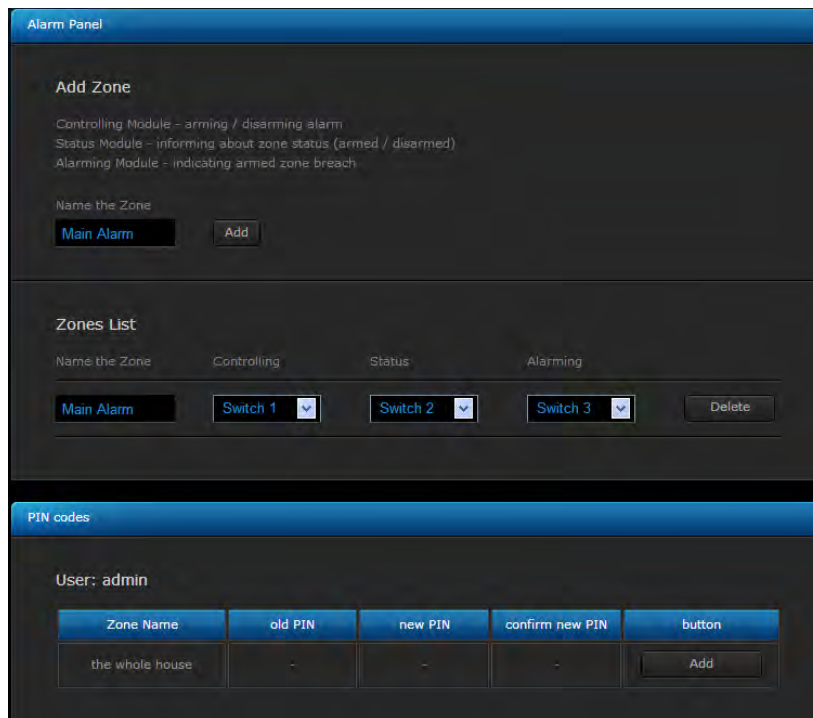 Alarm Panel
Add Zone
Controlling Module - arming / disarming alarm
Status Module - informing about zone status (armed / disarmed)
Alarming Module - indicating armed zone breach
Name the Zone
Main Alarm Add
Zones List
Name the Zone Controlling Status Alarming
Main Alarm Switch 1 Switch 2 Switch 3 Delete
PIN codes
User: admin
Zone Name old PIN new PIN confirm new PIN button
the whole house - - - Add